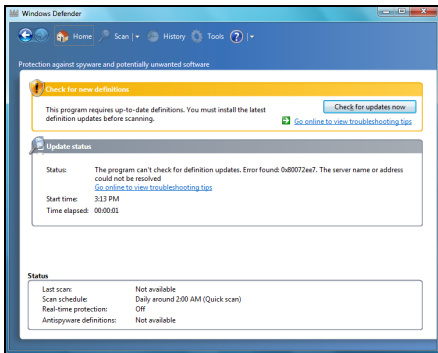 Windows Defender
Home Scan History Tools
Protection against spyware and potentially unwanted software
Check for new definitions
This program requires up-to-date definitions. You must install the latest
definition updates before scanning.
Check for updates now
Go online to view troubleshooting tips
Update status
Status: The program can't check for definition updates. Error found: 0x80072ee7. The server name or address
could not be resolved
Go online to view troubleshooting tips
Start time: 3:13 PM
Time elapsed: 00:00:01
Status
Last scan: Not available
Scan schedule: Daily around 2:00 AM (Quick scan)
Real-time protection: Off
Antispyware definitions: Not available